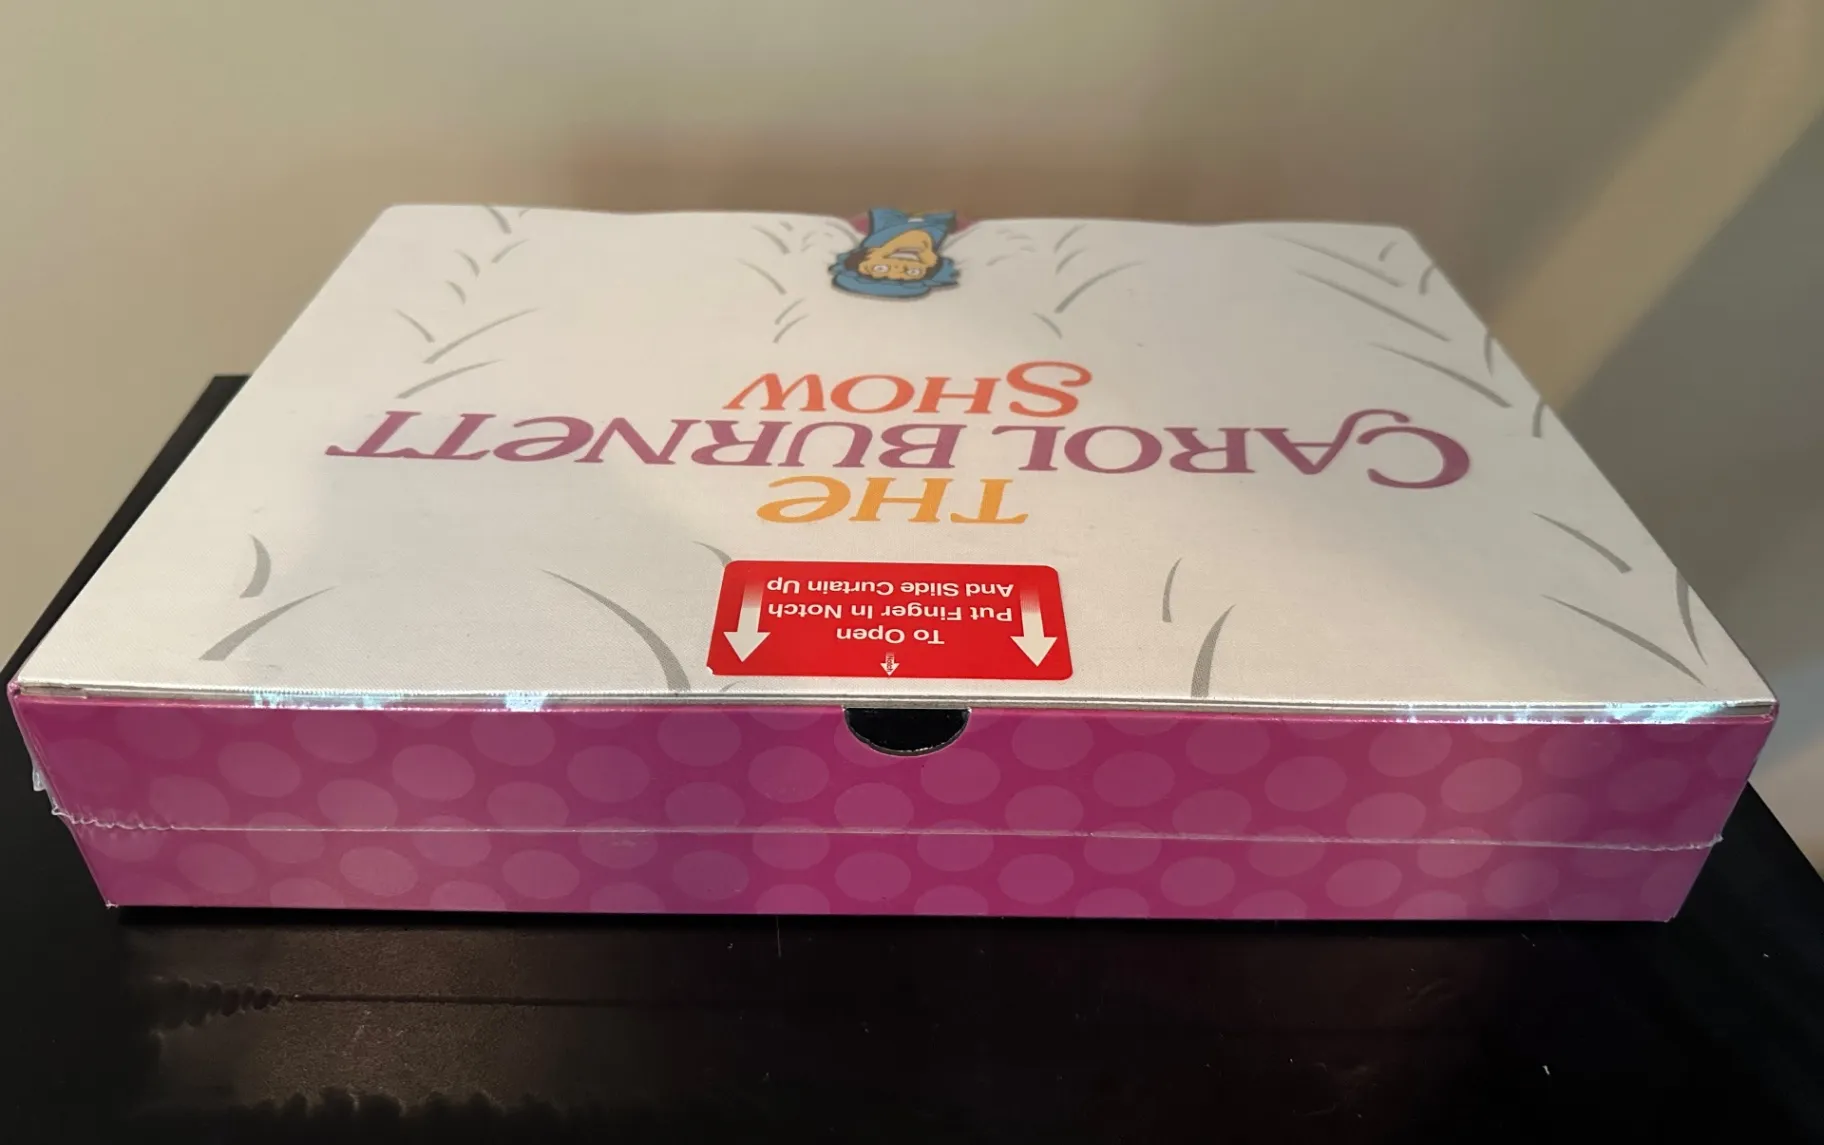 THE
CAROL BURNETT
SHOW
To Open
Put Finger In Notch
And Slide Curtain Up